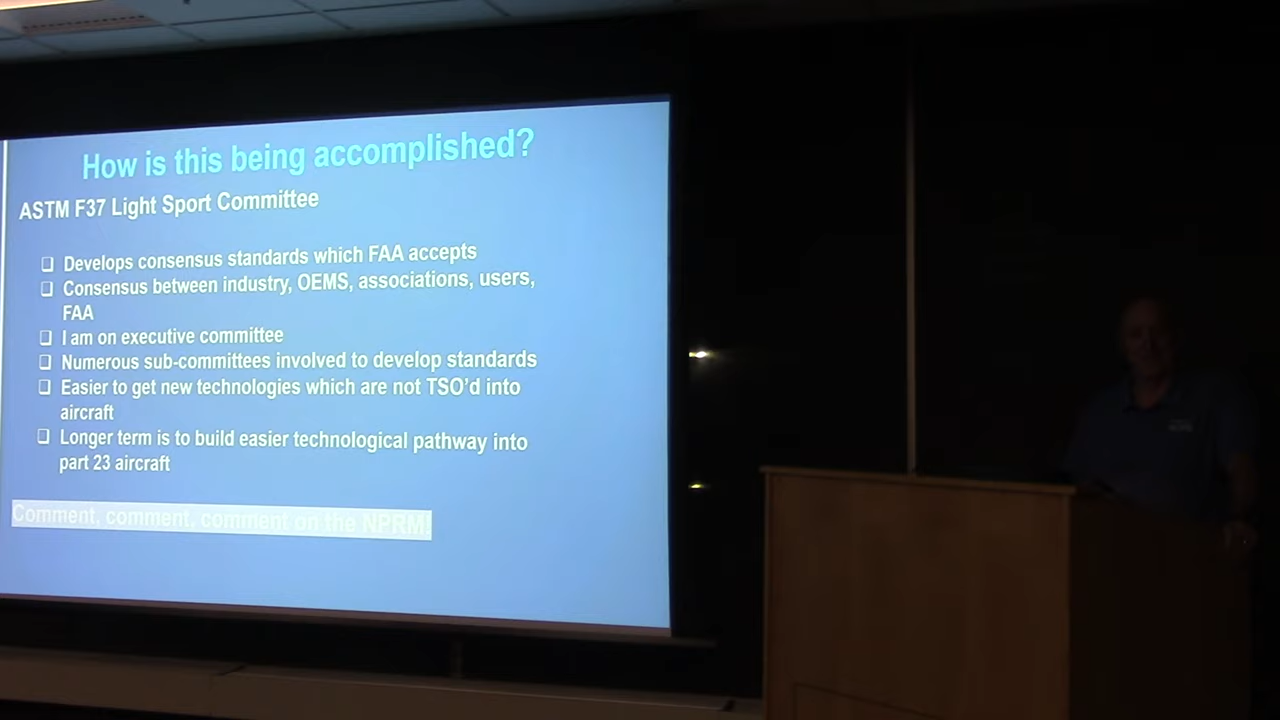 How is this being accomplished?
ASTM F37 Light Sport Committee
❑ Develops consensus standards which FAA accepts
❑ Consensus between industry, OEMS, associations, users,
FAA
❑ I am on executive committee
❑ Numerous sub-committees involved to develop standards
❑ Easier to get new technologies which are not TSO'd into
aircraft
❑ Longer term is to build easier technological pathway into
part 23 aircraft
Comment, comment, comment on the NPRM!